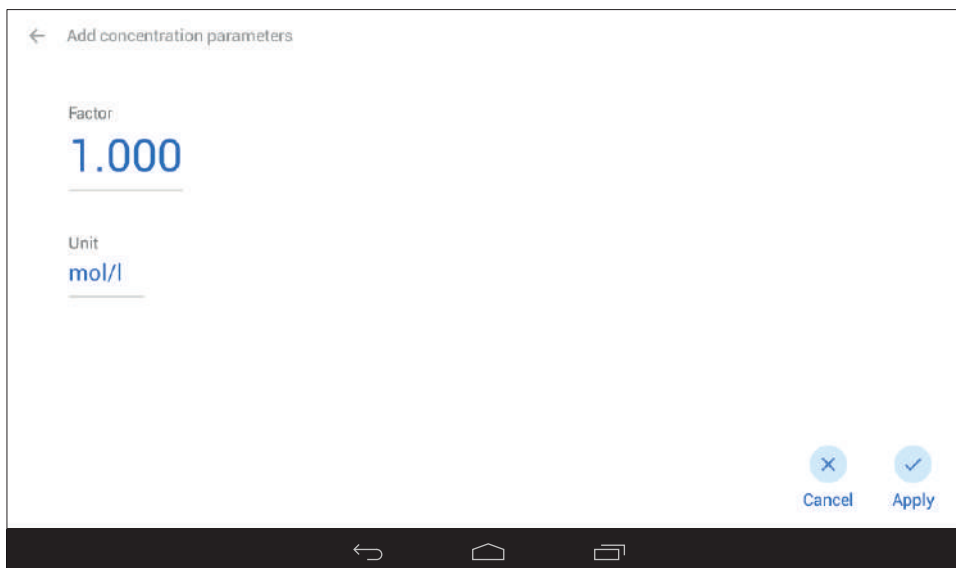 Add concentration parameters
Factor
1.000
Unit
mol/l
Cancel Apply